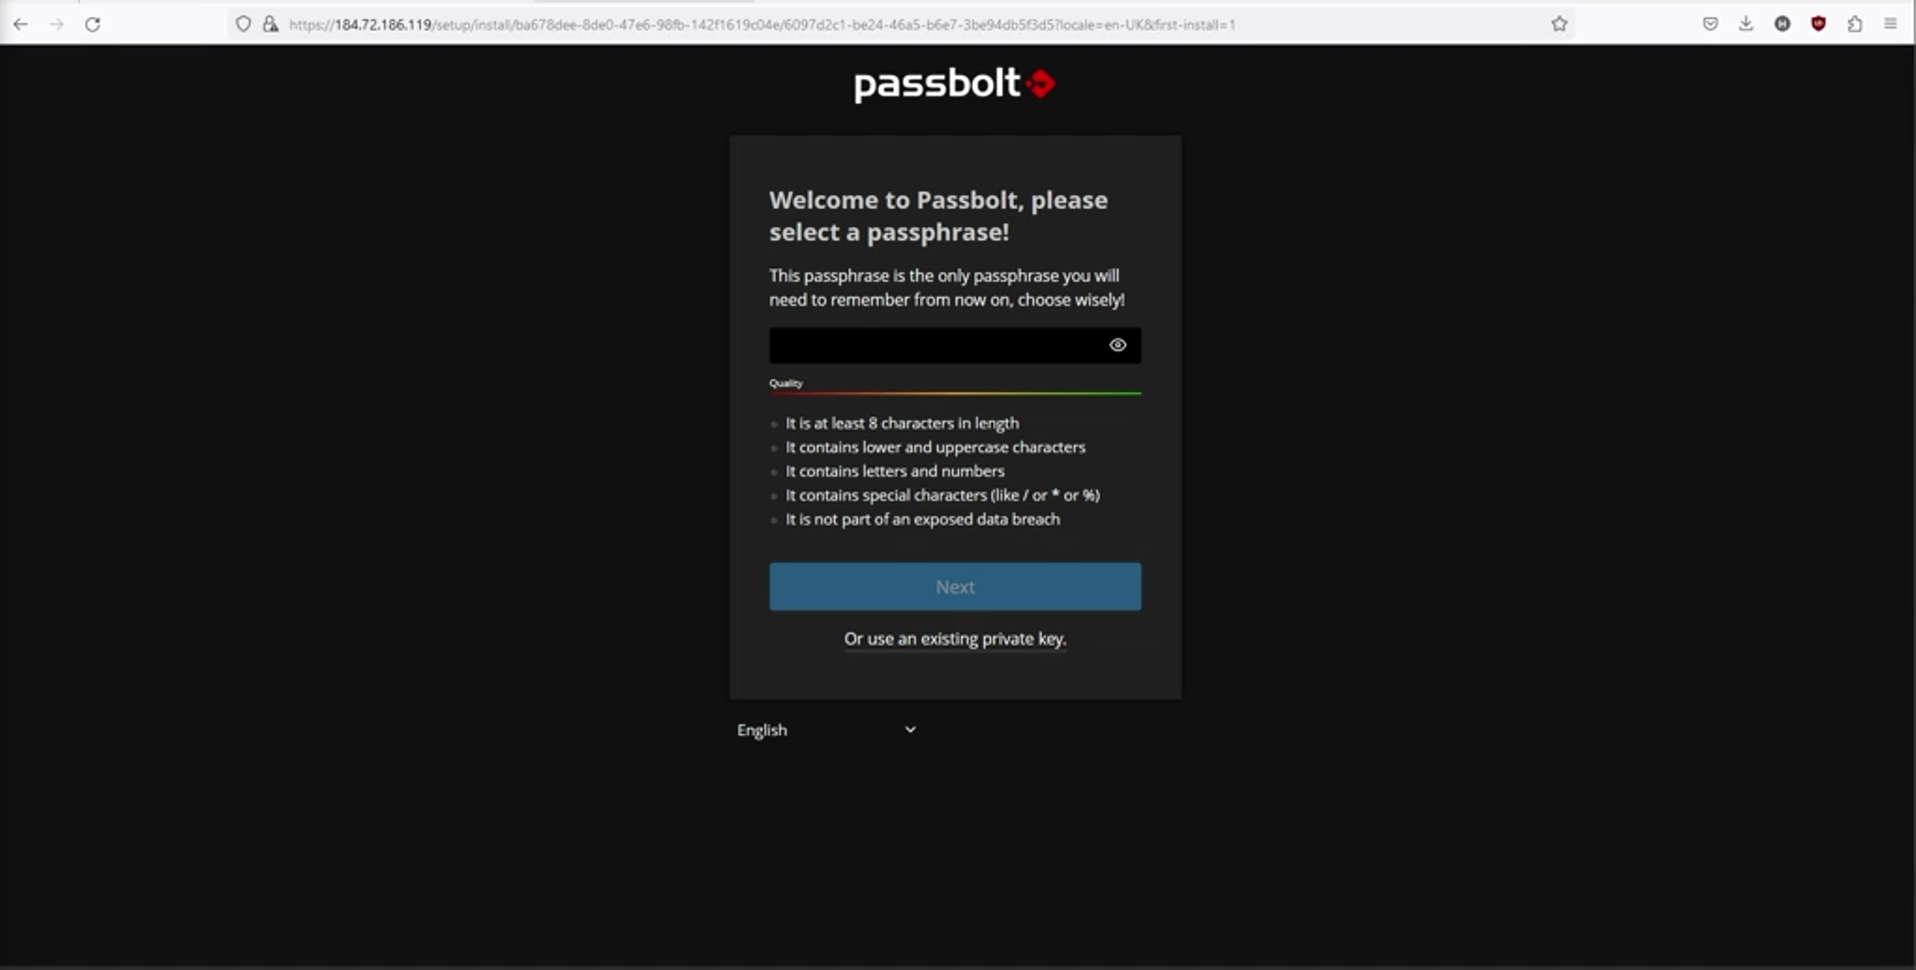 https://184.72.186.119/setup/install/ba678dee-8de0-47e6-98fb-142f1619c04e/6097d2c1-be24-46a5-b6e7-3be94db5f3d5?locale=en-UK&first-install=1
passbolt
Welcome to Passbolt, please
select a passphrase!
This passphrase is the only passphrase you will
need to remember from now on, choose wisely!
Quality
It is at least 8 characters in length
It contains lower and uppercase characters
It contains letters and numbers
It contains special characters (like / or * or %)
It is not part of an exposed data breach
Next
Or use an existing private key.
English